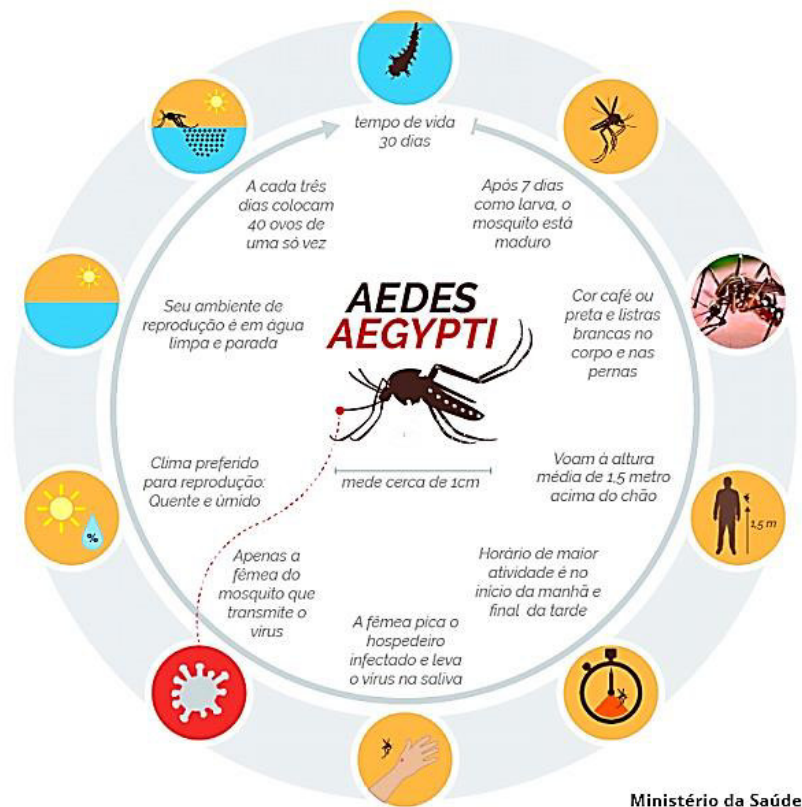 tempo de vida
30 dias
Após 7 dias
como larva, o
mosquito está
maduro
Cor café ou
preta e listras
brancas no
corpo e nas
pernas
Voam à altura
média de 1,5 metro
acima do chão
1,5 m
Horário de maior
atividade é no
início da manhã e
final da tarde
A fêmea pica o
hospedeiro
infectado e leva
o vírus na saliva
Apenas a
fêmea do
mosquito que
transmite o
vírus
Clima preferido
para reprodução:
Quente e úmido
%
Seu ambiente de
reprodução é em água
limpa e parada
A cada três
dias colocam
40 ovos de
uma só vez
AEDES
AEGYPTI
mede cerca de 1cm
Ministério da Saúde